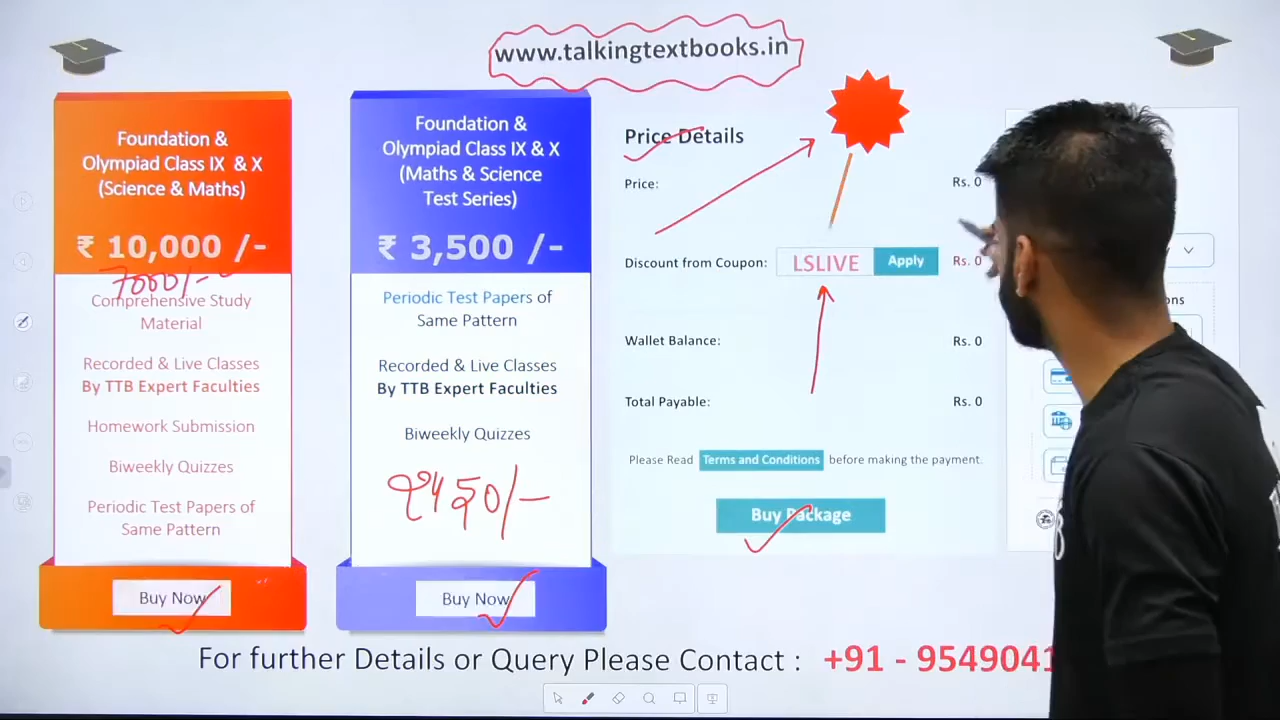 www.talkingtextbooks.in
Foundation &
Olympiad Class IX & X
(Science & Maths)
₹ 10,000 /-
7000/-
Comprehensive Study
Material
Recorded & Live Classes
By TTB Expert Faculties
Homework Submission
Biweekly Quizzes
Periodic Test Papers of
Same Pattern
Buy Now
Foundation &
Olympiad Class IX & X
(Maths & Science
Test Series)
₹ 3,500 /-
Periodic Test Papers of
Same Pattern
Recorded & Live Classes
By TTB Expert Faculties
Biweekly Quizzes
Buy Now
Price Details
Price: Rs. 0
Discount from Coupon: LSLIVE Apply Rs. 0
Wallet Balance: Rs. 0
Total Payable: Rs. 0
Please Read Terms and Conditions before making the payment.
Buy Package
For further Details or Query Please Contact : +91 - 954904